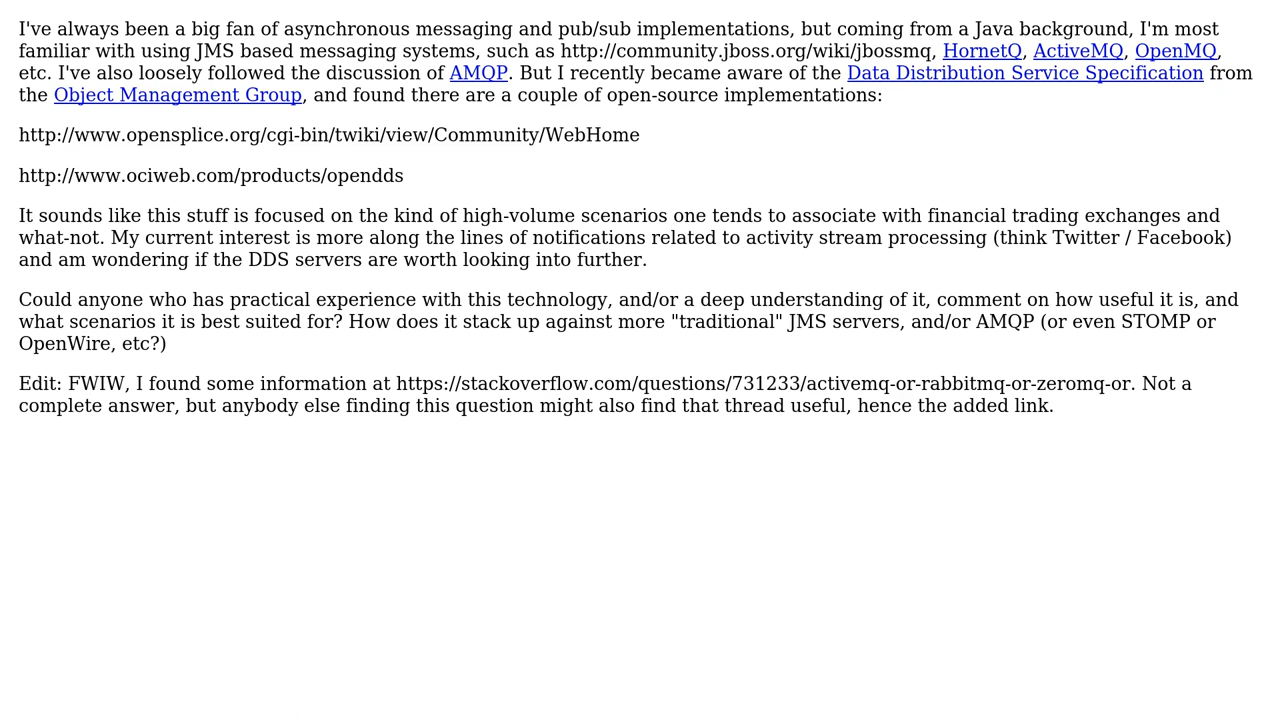 I've always been a big fan of asynchronous messaging and pub/sub implementations, but coming from a Java background, I'm most
familiar with using JMS based messaging systems, such as http://community.jboss.org/wiki/jbossmq, HornetQ, ActiveMQ, OpenMQ,
etc. I've also loosely followed the discussion of AMQP. But I recently became aware of the Data Distribution Service Specification from
the Object Management Group, and found there are a couple of open-source implementations:
http://www.opensplice.org/cgi-bin/twiki/view/Community/WebHome
http://www.ociweb.com/products/opendds
It sounds like this stuff is focused on the kind of high-volume scenarios one tends to associate with financial trading exchanges and
what-not. My current interest is more along the lines of notifications related to activity stream processing (think Twitter / Facebook)
and am wondering if the DDS servers are worth looking into further.
Could anyone who has practical experience with this technology, and/or a deep understanding of it, comment on how useful it is, and
what scenarios it is best suited for? How does it stack up against more "traditional" JMS servers, and/or AMQP (or even STOMP or
OpenWire, etc?)
Edit: FWIW, I found some information at https://stackoverflow.com/questions/731233/activemq-or-rabbitmq-or-zeromq-or. Not a
complete answer, but anybody else finding this question might also find that thread useful, hence the added link.